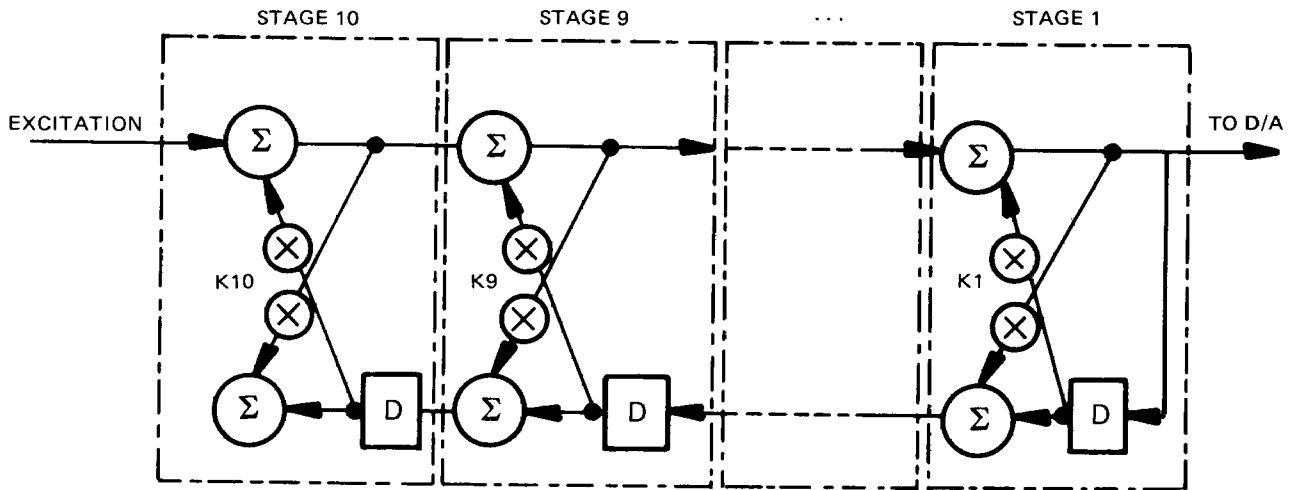 STAGE 10 STAGE 9 ... STAGE 1
EXCITATION Σ Σ Σ TO D/A
K10 K9 K1
Σ D Σ D Σ D